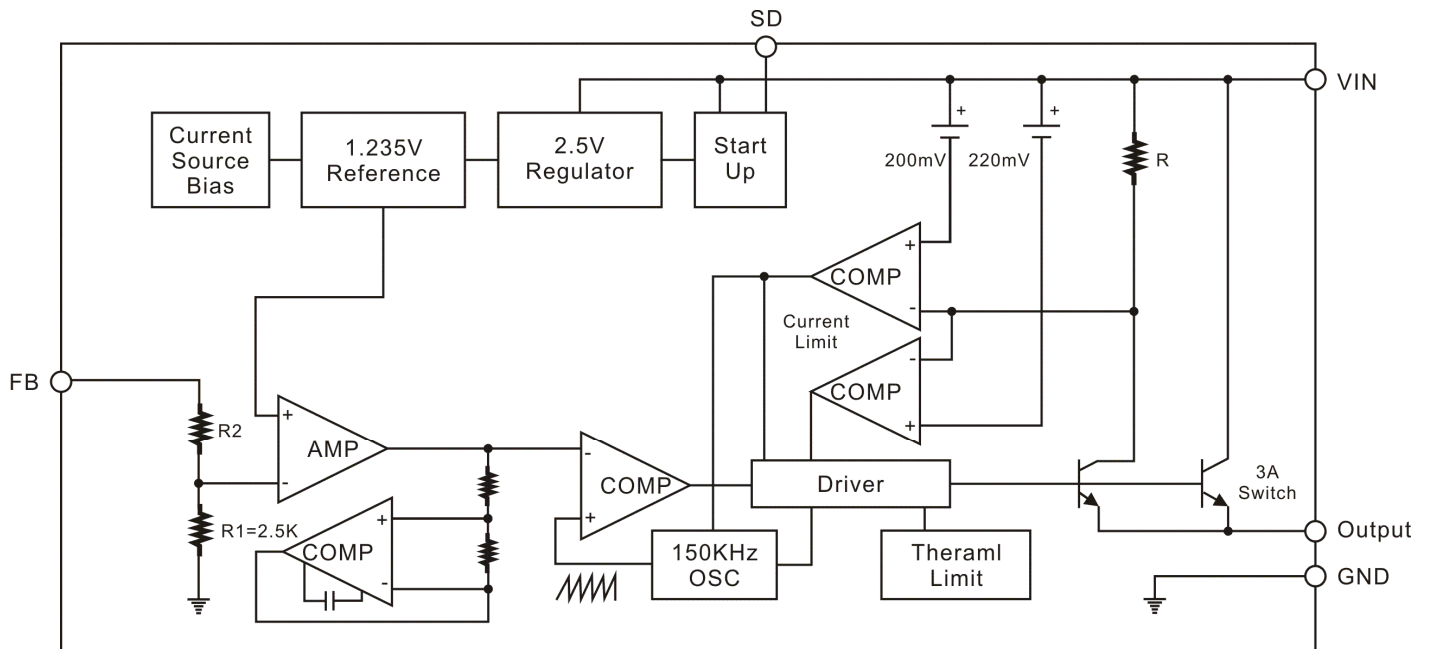 SD
VIN
Current
Source
Bias
1.235V
Reference
2.5V
Regulator
Start
Up
+
200mV
+
220mV
R
+
COMP
-
Current
Limit
-
COMP
+
FB
R2
+
AMP
-
R1=2.5K
+
COMP
-
-
COMP
+
Driver
3A
Switch
150KHz
OSC
Theraml
Limit
Output
GND